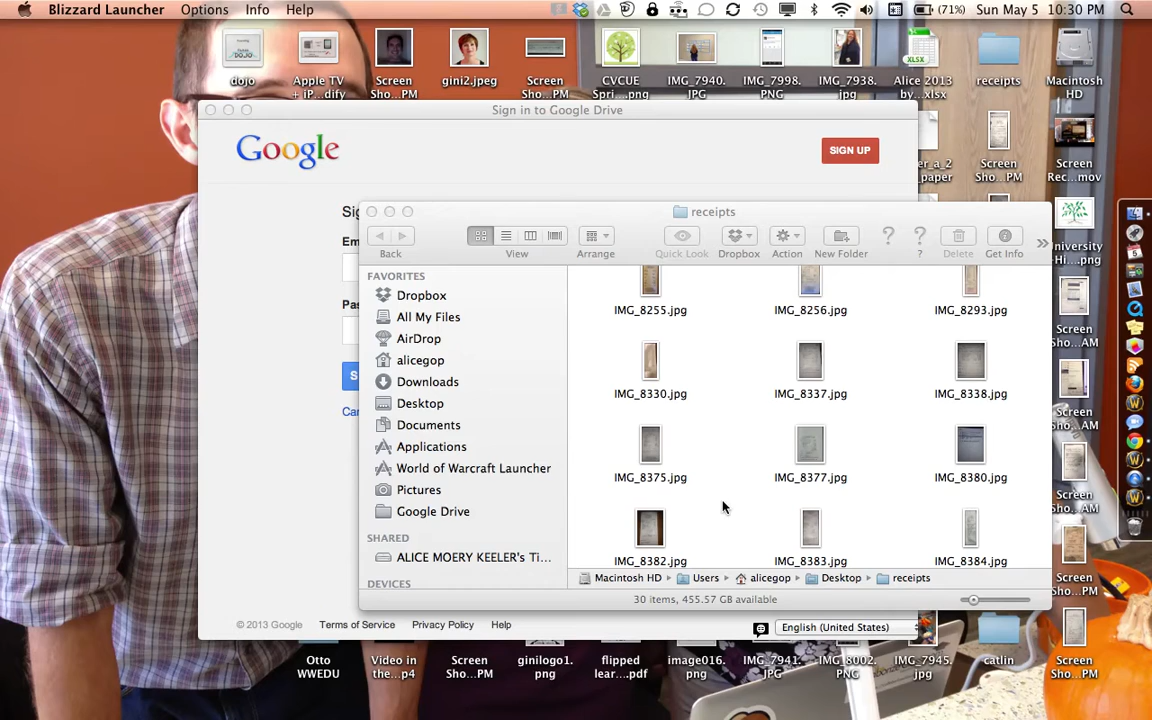 Blizzard Launcher Options Info Help (71%) Sun May 5 10:30 PM
dojo
Apple TV + iP...dify
Screen Sho...PM
gini2.jpeg
Screen Sho...PM
CVCUE Spri...png
IMG_7940.JPG
IMG_7998.PNG
IMG_7938.jpg
Alice 2013 by...xlsx
XLSX
receipts
Macintosh HD
Sign in to Google Drive
Google
SIGN UP
receipts
Back
View
Arrange
Quick Look
Dropbox
Action
New Folder
?
Delete
Get Info
FAVORITES
Dropbox
All My Files
AirDrop
alicegop
Downloads
Desktop
Documents
Applications
World of Warcraft Launcher
Pictures
Google Drive
SHARED
ALICE MOERY KEELER's Ti...
DEVICES
IMG_8255.jpg IMG_8256.jpg IMG_8293.jpg
IMG_8330.jpg IMG_8337.jpg IMG_8338.jpg
IMG_8375.jpg IMG_8377.jpg IMG_8380.jpg
IMG_8382.jpg IMG_8383.jpg IMG_8384.jpg
Macintosh HD Users alicegop Desktop receipts
30 items, 455.57 GB available
er_a_2
_paper
Screen Sho...PM
Screen Rec...mov
University-Hi...png
Screen Sho...AM
Screen Sho...AM
Screen Sho...AM
Screen Sho...PM
Screen Sho...PM
© 2013 Google Terms of Service Privacy Policy Help
English (United States)
Otto WWEDU
Video in the...p4
Screen Sho...PM
ginilogo1.png
flipped lear....pdf
image016.png
IMG_7941.JPG
IMG_8002.PNG
IMG_7945.jpg
catlin